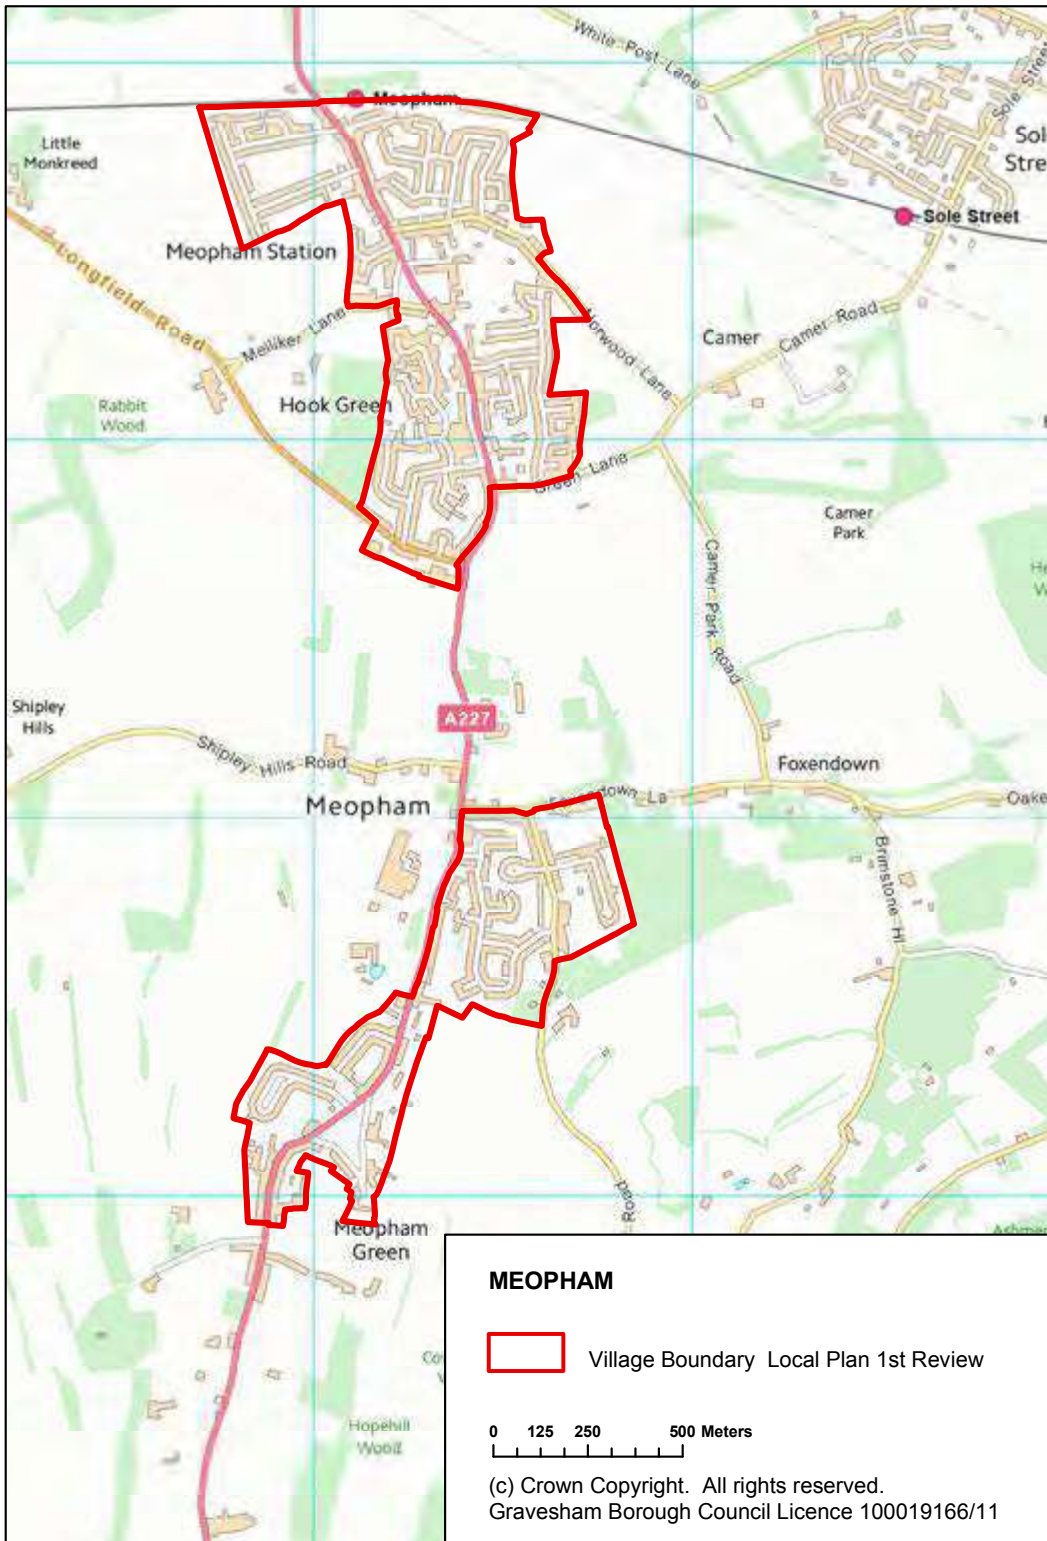 White Post Lane
Sole Street
Meopham
Little
Monkreed
Sole Street
Meopham Station
Longfield Road
Melliker Lane
Norwood Lane
Camer
Camer Road
Rabbit
Wood
Hook Green
Green Lane
Camer
Park
Camer Park Road
Shipley
Hills
A227
Shipley Hills Road
Foxendown
Meopham
La
Oake
Brimstone Hi
Road
Meopham
Green
Ashme
MEOPHAM
Village Boundary Local Plan 1st Review
Hopehill
Wood
0 125 250 500 Meters
(c) Crown Copyright. All rights reserved.
Gravesham Borough Council Licence 100019166/11